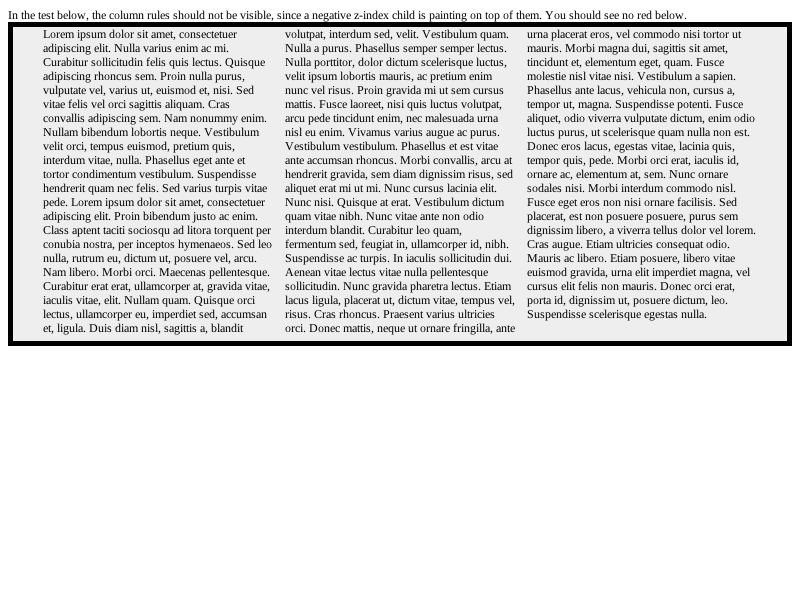 In the test below, the column rules should not be visible, since a negative z-index child is painting on top of them. You should see no red below.
Lorem ipsum dolor sit amet, consectetuer
adipiscing elit. Nulla varius enim ac mi.
Curabitur sollicitudin felis quis lectus. Quisque
adipiscing rhoncus sem. Proin nulla purus,
vulputate vel, varius ut, euismod et, nisi. Sed
vitae felis vel orci sagittis aliquam. Cras
convallis adipiscing sem. Nam nonummy enim.
Nullam bibendum lobortis neque. Vestibulum
velit orci, tempus euismod, pretium quis,
interdum vitae, nulla. Phasellus eget ante et
tortor condimentum vestibulum. Suspendisse
hendrerit quam nec felis. Sed varius turpis vitae
pede. Lorem ipsum dolor sit amet, consectetuer
adipiscing elit. Proin bibendum justo ac enim.
Class aptent taciti sociosqu ad litora torquent per
conubia nostra, per inceptos hymenaeos. Sed leo
nulla, rutrum eu, dictum ut, posuere vel, arcu.
Nam libero. Morbi orci. Maecenas pellentesque.
Curabitur erat erat, ullamcorper at, gravida vitae,
iaculis vitae, elit. Nullam quam. Quisque orci
lectus, ullamcorper eu, imperdiet sed, accumsan
et, ligula. Duis diam nisl, sagittis a, blandit
volutpat, interdum sed, velit. Vestibulum quam.
Nulla a purus. Phasellus semper semper lectus.
Nulla porttitor, dolor dictum scelerisque luctus,
velit ipsum lobortis mauris, ac pretium enim
nunc vel risus. Proin gravida mi ut sem cursus
mattis. Fusce laoreet, nisi quis luctus volutpat,
arcu pede tincidunt enim, nec malesuada urna
nisl eu enim. Vivamus varius augue ac purus.
Vestibulum vestibulum. Phasellus et est vitae
ante accumsan rhoncus. Morbi convallis, arcu at
hendrerit gravida, sem diam dignissim risus, sed
aliquet erat mi ut mi. Nunc cursus lacinia elit.
Nunc nisi. Quisque at erat. Vestibulum dictum
quam vitae nibh. Nunc vitae ante non odio
interdum blandit. Curabitur leo quam,
fermentum sed, feugiat in, ullamcorper id, nibh.
Suspendisse ac turpis. In iaculis sollicitudin dui.
Aenean vitae lectus vitae nulla pellentesque
sollicitudin. Nunc gravida pharetra lectus. Etiam
lacus ligula, placerat ut, dictum vitae, tempus vel,
risus. Cras rhoncus. Praesent varius ultricies
orci. Donec mattis, neque ut ornare fringilla, ante
urna placerat eros, vel commodo nisi tortor ut
mauris. Morbi magna dui, sagittis sit amet,
tincidunt et, elementum eget, quam. Fusce
molestie nisl vitae nisi. Vestibulum a sapien.
Phasellus ante lacus, vehicula non, cursus a,
tempor ut, magna. Suspendisse potenti. Fusce
aliquet, odio viverra vulputate dictum, enim odio
luctus purus, ut scelerisque quam nulla non est.
Donec eros lacus, egestas vitae, lacinia quis,
tempor quis, pede. Morbi orci erat, iaculis id,
ornare ac, elementum at, sem. Nunc ornare
sodales nisi. Morbi interdum commodo nisl.
Fusce eget eros non nisi ornare facilisis. Sed
placerat, est non posuere posuere, purus sem
dignissim libero, a viverra tellus dolor vel lorem.
Cras augue. Etiam ultricies consequat odio.
Mauris ac libero. Etiam posuere, libero vitae
euismod gravida, urna elit imperdiet magna, vel
cursus elit felis non mauris. Donec orci erat,
porta id, dignissim ut, posuere dictum, leo.
Suspendisse scelerisque egestas nulla.